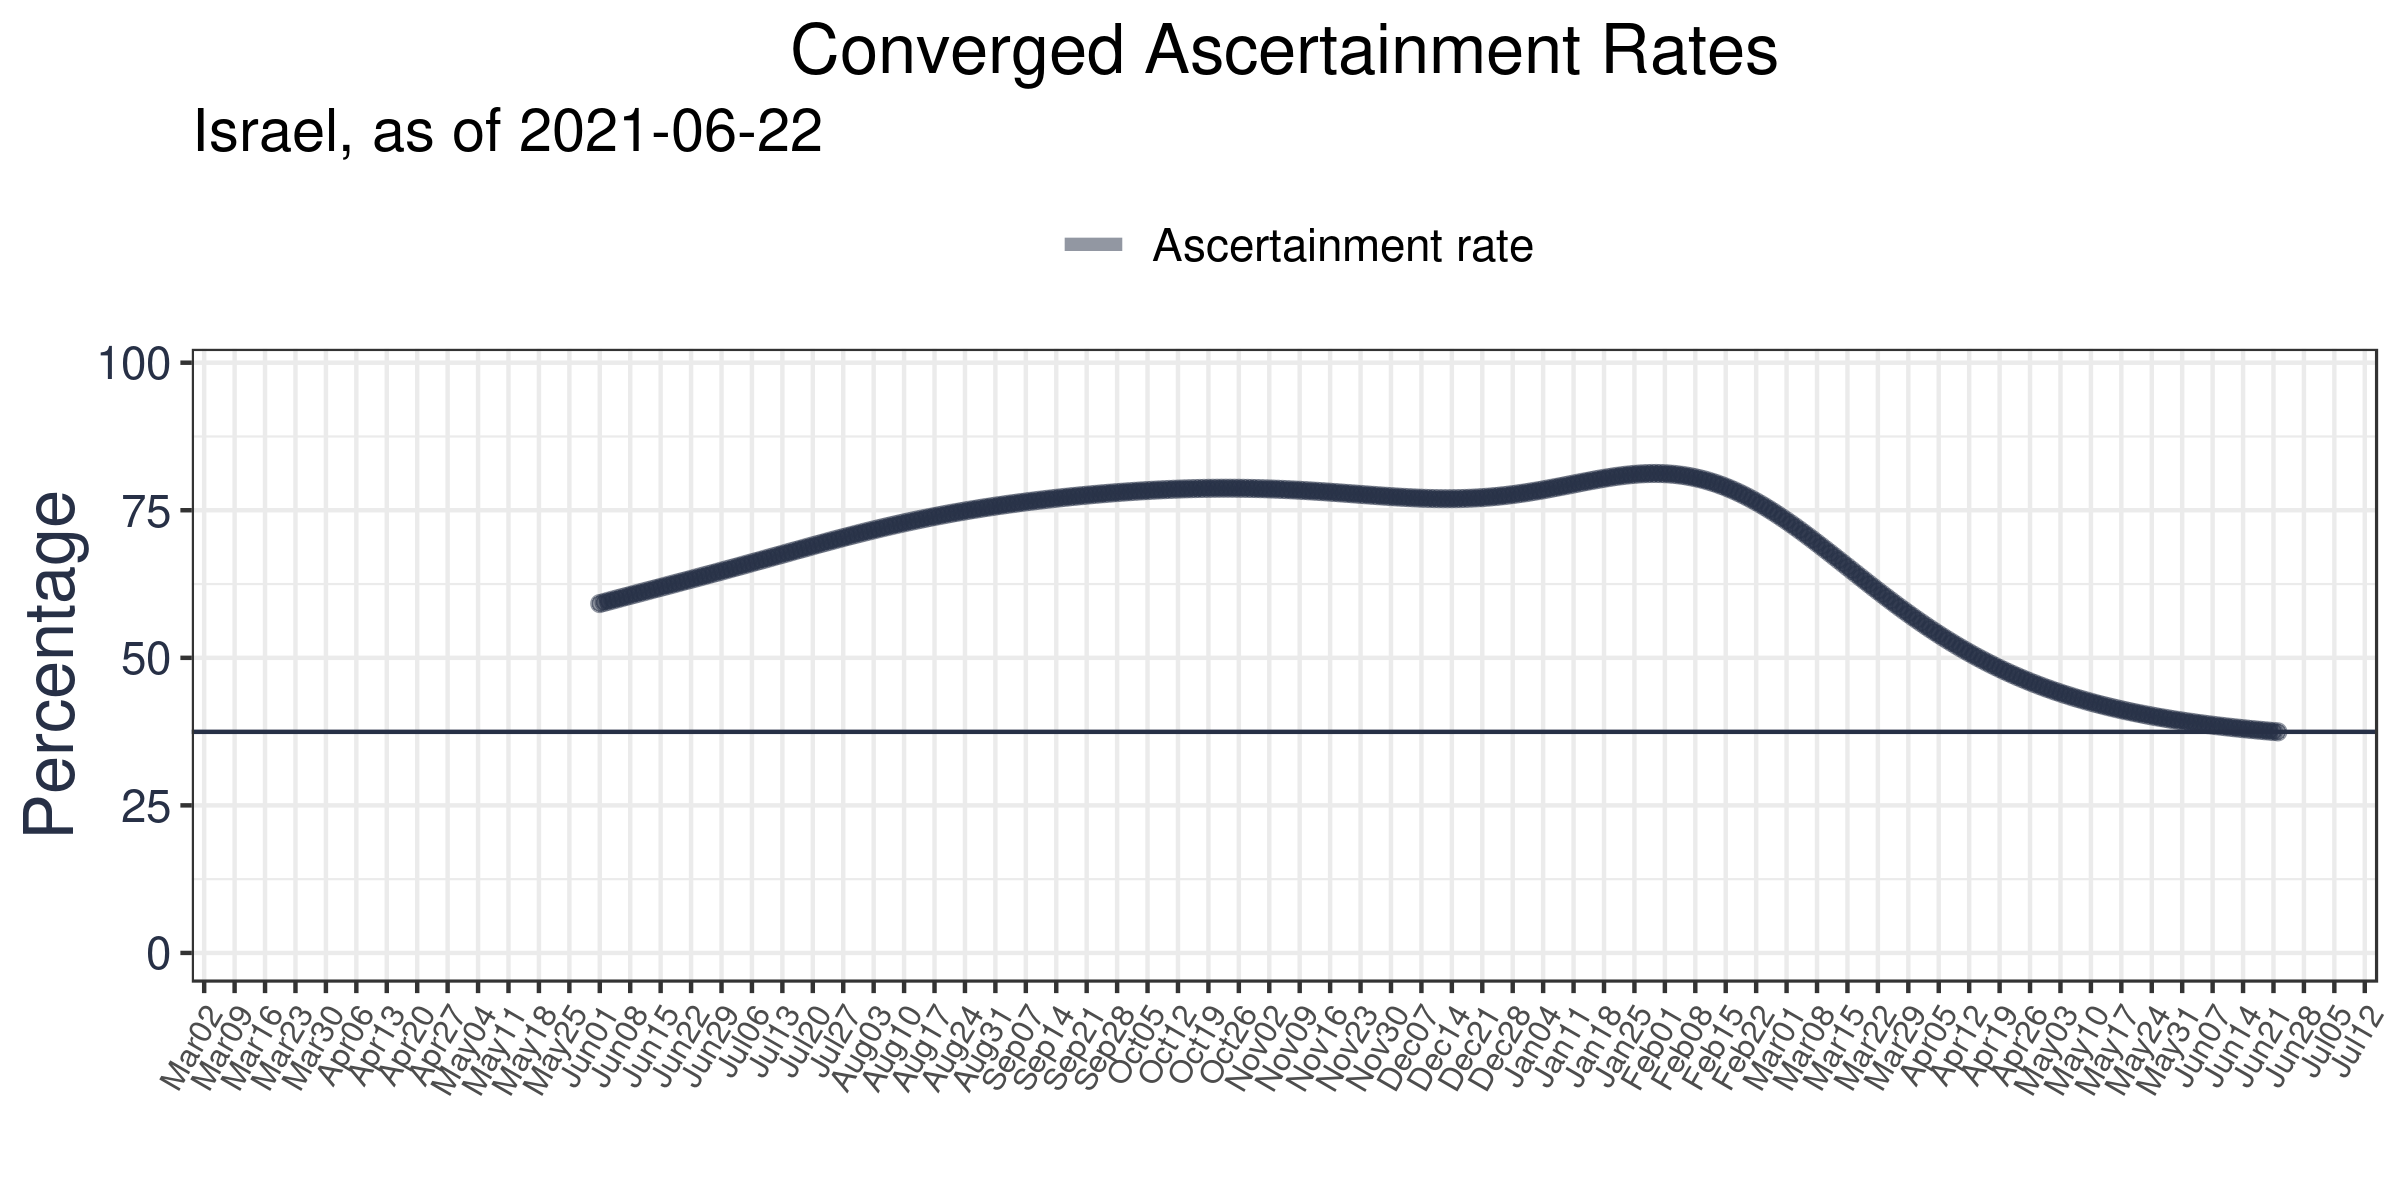 Converged Ascertainment Rates
Israel, as of 2021-06-22
Ascertainment rate
Percentage
100
75
50
25
0
Mar02
Mar09
Mar16
Mar23
Mar30
Apr06
Apr13
Apr20
Apr27
May04
May11
May18
May25
Jun01
Jun08
Jun15
Jun22
Jun29
Jul06
Jul13
Jul20
Jul27
Aug03
Aug10
Aug17
Aug24
Aug31
Sep07
Sep14
Sep21
Sep28
Oct05
Oct12
Oct19
Oct26
Nov02
Nov09
Nov16
Nov23
Nov30
Dec07
Dec14
Dec21
Dec28
Jan04
Jan11
Jan18
Jan25
Feb01
Feb08
Feb15
Feb22
Mar01
Mar08
Mar15
Mar22
Mar29
Apr05
Apr12
Apr19
Apr26
May03
May10
May17
May24
May31
Jun07
Jun14
Jun21
Jun28
Jul05
Jul12